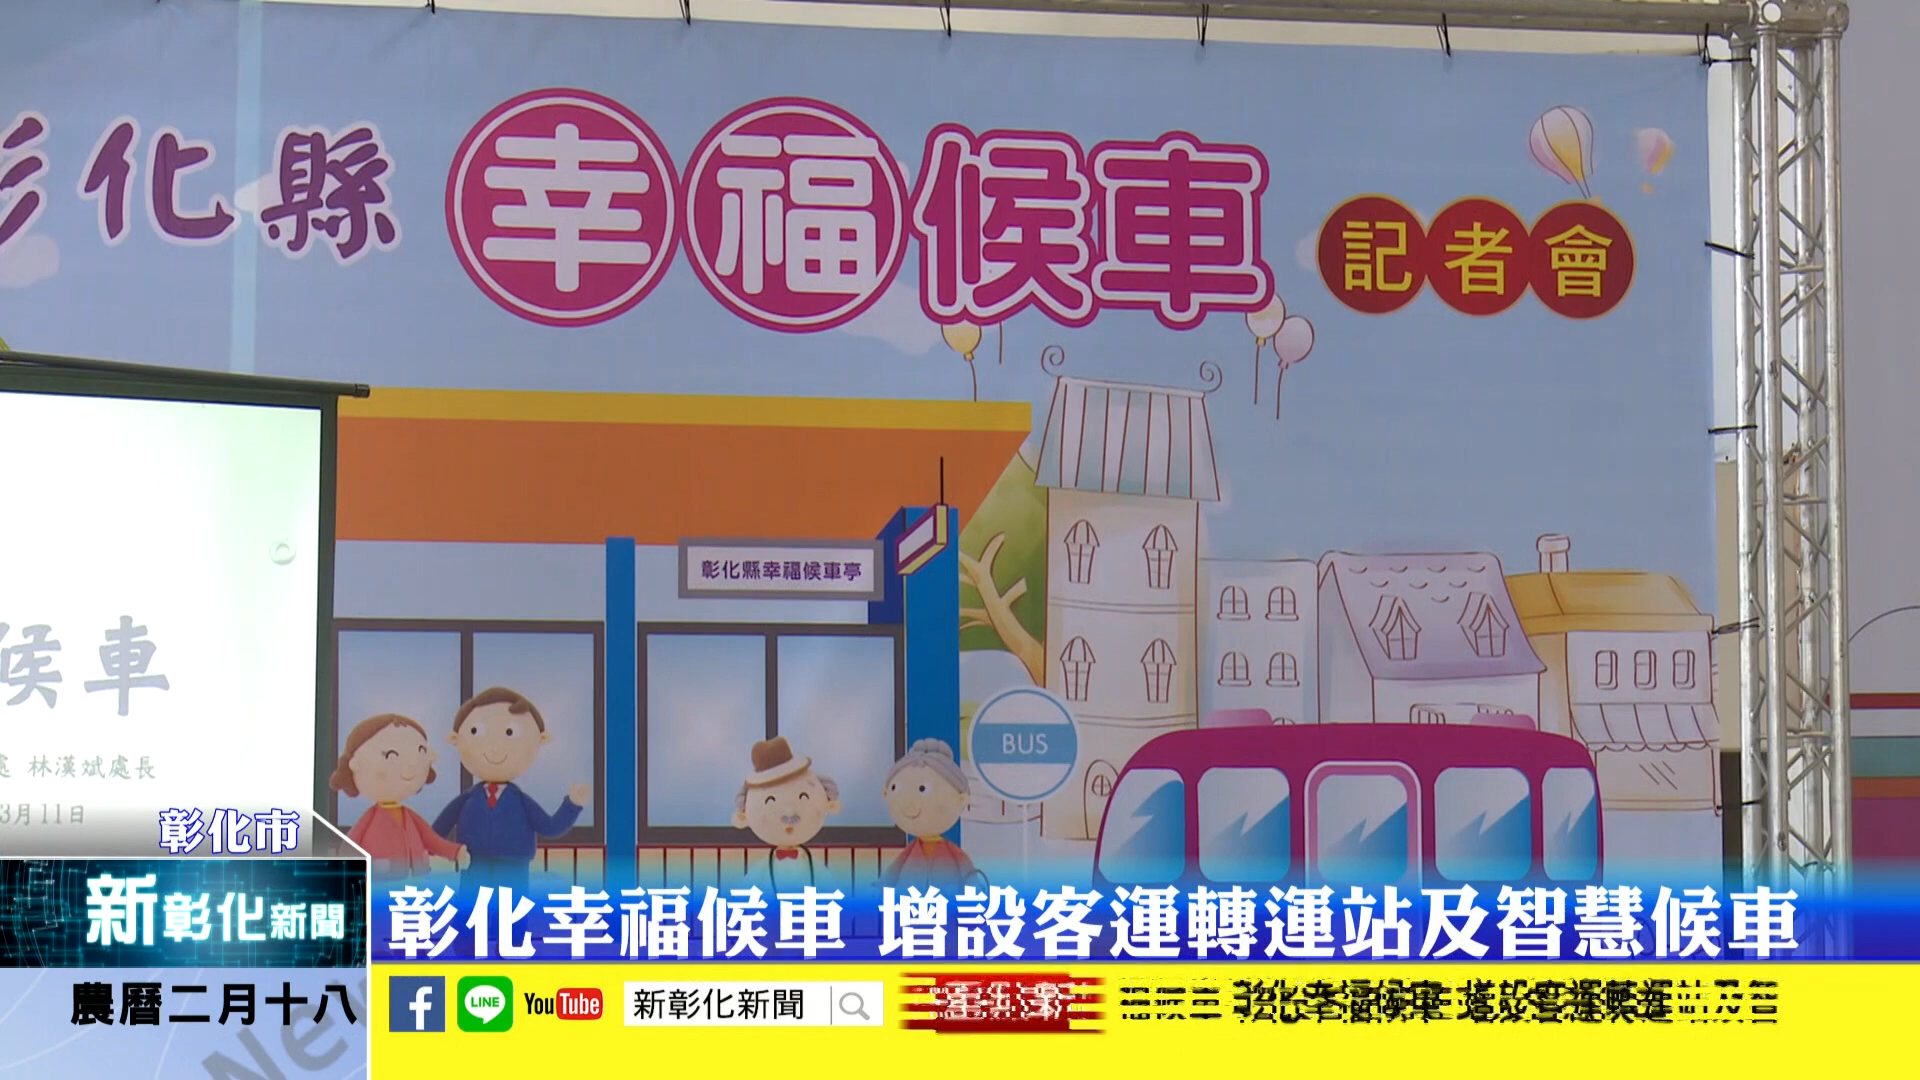 彰化縣 幸福候車 記者會
彰化縣幸福候車亭
BUS
候車
林漢斌處長
3月11日
彰化市
新彰化新聞
彰化幸福候車 增設客運轉運站及智慧候車
農曆二月十八
f LINE YouTube 新彰化新聞